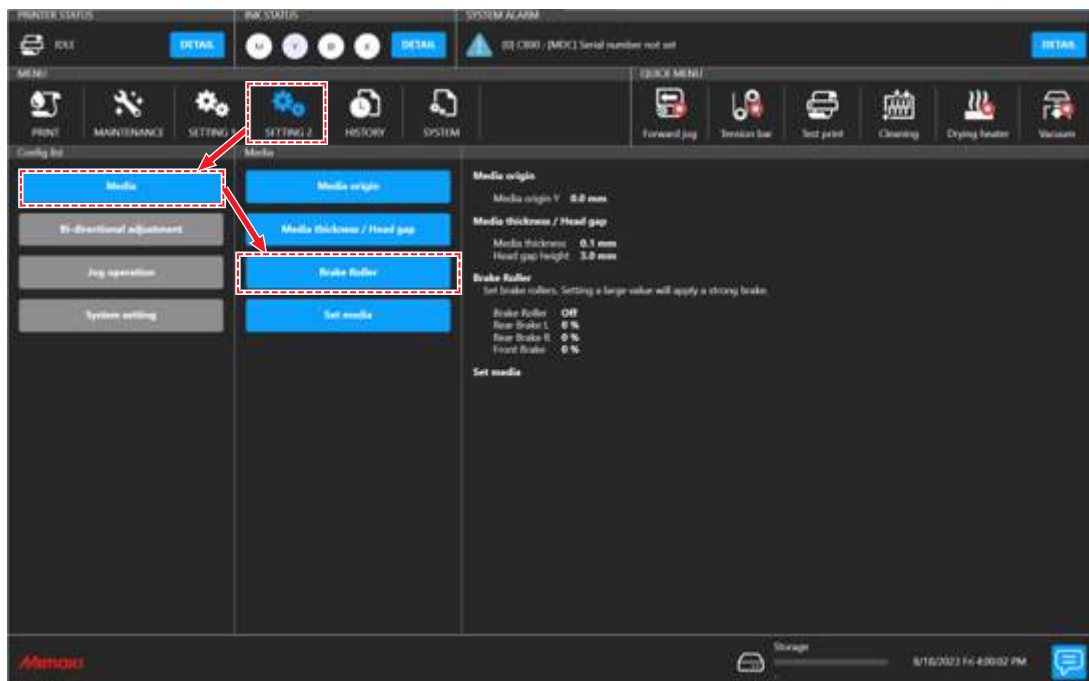 PRINTER STATUS
INK STATUS
SYSTEM ALARM
IDLE
DETAIL
M
Y
B
K
DETAIL
[0] C800 : [MDC] Serial number not set
DETAIL
MENU
QUICK MENU
PRINT
MAINTENANCE
SETTING 1
SETTING 2
HISTORY
SYSTEM
Forward jog
Tension bar
Test print
Cleaning
Drying heater
Vacuum
Config list
Media
Media
Bi-directional adjustment
Jog operation
System setting
Media origin
Media thickness / Head gap
Brake Roller
Set media
Media origin
Media origin Y 0.0 mm
Media thickness / Head gap
Media thickness 0.1 mm
Head gap height 3.0 mm
Brake Roller
Set brake rollers. Setting a large value will apply a strong brake.
Brake Roller Off
Rear Brake L 0 %
Rear Brake R 0 %
Front Brake 0 %
Set media
Mimaki
Storage
8/18/2023 Fri 4:00:02 PM